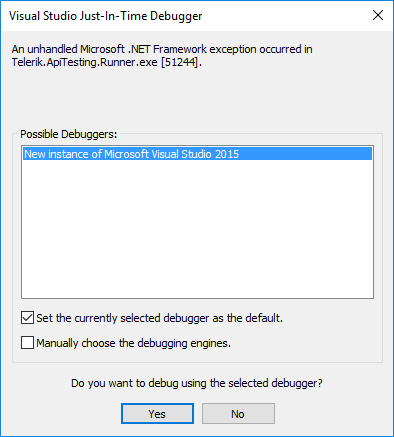 Visual Studio Just-In-Time Debugger
An unhandled Microsoft .NET Framework exception occurred in
Telerik.ApiTesting.Runner.exe [51244].
Possible Debuggers:
New instance of Microsoft Visual Studio 2015
Set the currently selected debugger as the default.
Manually choose the debugging engines.
Do you want to debug using the selected debugger?
Yes
No